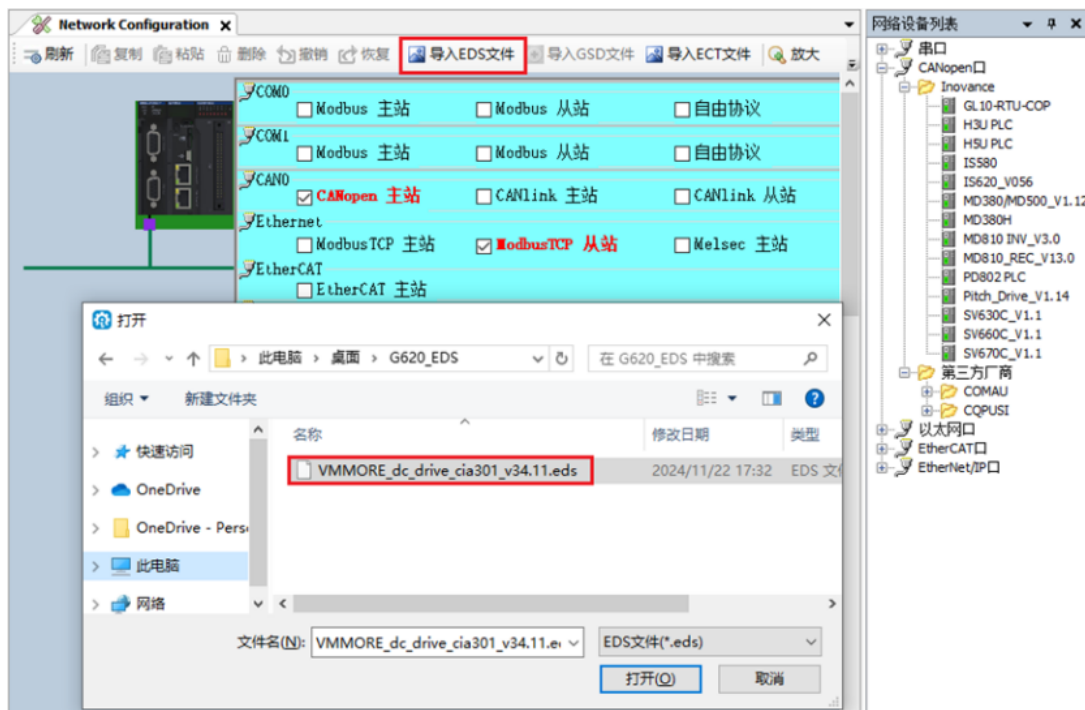 Network Configuration
刷新 复制 粘贴 删除 撤销 恢复 导入EDS文件 导入GSD文件 导入ECT文件 放大
COM0
Modbus 主站 Modbus 从站 自由协议
COM1
Modbus 主站 Modbus 从站 自由协议
CAN0
CANopen 主站 CANlink 主站 CANlink 从站
Ethernet
ModbusTCP 主站 ModbusTCP 从站 Melsec 主站
EtherCAT
EtherCAT 主站
打开
此电脑 › 桌面 › G620_EDS
在 G620_EDS 中搜索
组织 新建文件夹
名称 修改日期 类型
快速访问
OneDrive
OneDrive - Pers
此电脑
网络
VMMORE_dc_drive_cia301_v34.11.eds 2024/11/22 17:32 EDS 文
文件名(N): VMMORE_dc_drive_cia301_v34.11.e EDS文件(*.eds)
打开(O) 取消
网络设备列表
串口
CANopen口
Inovance
GL10-RTU-COP
H3U PLC
H5U PLC
IS580
IS620_V056
MD380/MD500_V1.12
MD380H
MD810 INV_V3.0
MD810_REC_V13.0
PD802 PLC
Pitch_Drive_V1.14
SV630C_V1.1
SV660C_V1.1
SV670C_V1.1
第三方厂商
COMAU
CQPUSI
以太网口
EtherCAT口
EtherNet/IP口